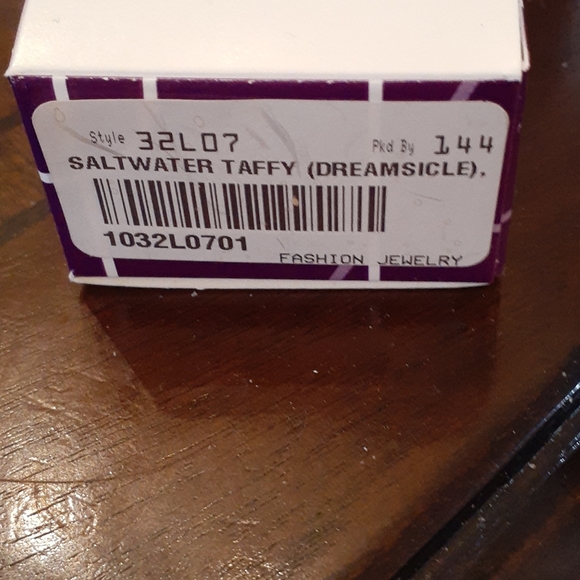 Style 32L07 Pkd By 144
SALTWATER TAFFY (DREAMSICLE).
1032L0701
FASHION JEWELRY